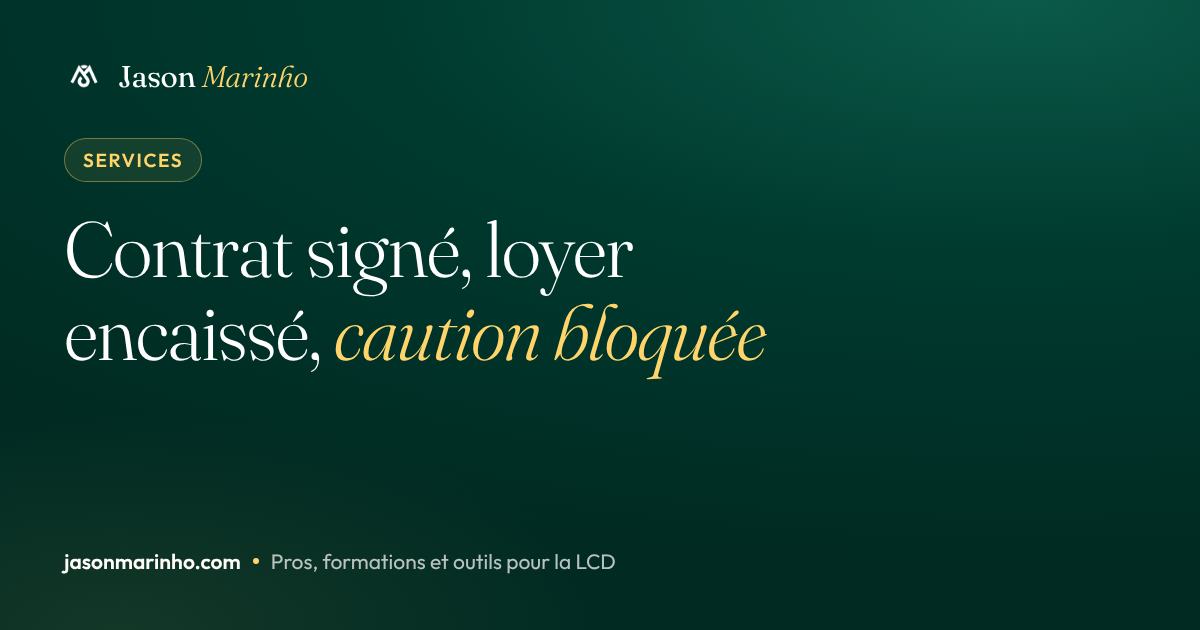 Jason Marinho
SERVICES
Contrat signé, loyer
encaissé, caution bloquée
jasonmarinho.com • Pros, formations et outils pour la LCD